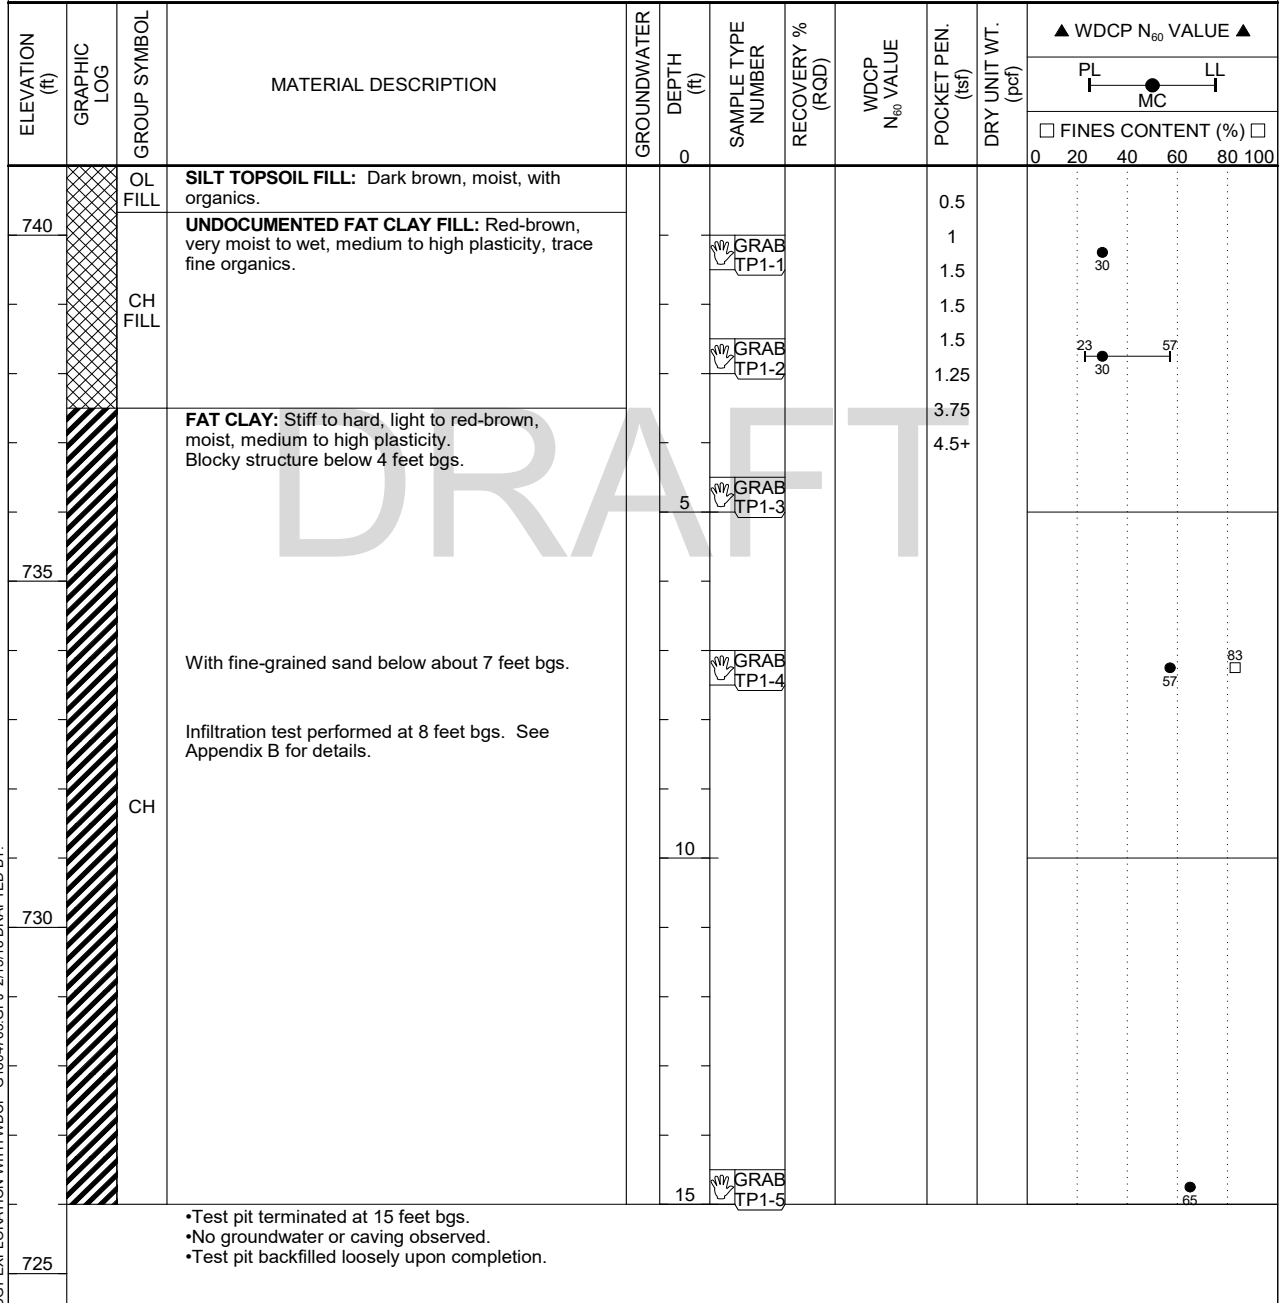 ELEVATION
(ft)
GRAPHIC
LOG
GROUP SYMBOL
MATERIAL DESCRIPTION
GROUNDWATER
DEPTH
(ft)
0
SAMPLE TYPE
NUMBER
RECOVERY %
(RQD)
WDCP
N60 VALUE
POCKET PEN.
(tsf)
DRY UNIT WT.
(pcf)
▲ WDCP N60 VALUE ▲
PL LL
MC
□ FINES CONTENT (%) □
0 20 40 60 80 100
OL
FILL
SILT TOPSOIL FILL: Dark brown, moist, with
organics.
0.5
740
UNDOCUMENTED FAT CLAY FILL: Red-brown,
very moist to wet, medium to high plasticity, trace
fine organics.
CH
FILL
1
GRAB
TP1-1
30
1.5
1.5
1.5
GRAB
TP1-2
23 57
30
1.25
DRAFT
FAT CLAY: Stiff to hard, light to red-brown,
moist, medium to high plasticity.
Blocky structure below 4 feet bgs.
3.75
4.5+
GRAB
TP1-3
5
735
With fine-grained sand below about 7 feet bgs.
GRAB
TP1-4
83
57
Infiltration test performed at 8 feet bgs. See
Appendix B for details.
CH
10
730
GRAB
TP1-5
15
65
•Test pit terminated at 15 feet bgs.
•No groundwater or caving observed.
•Test pit backfilled loosely upon completion.
725